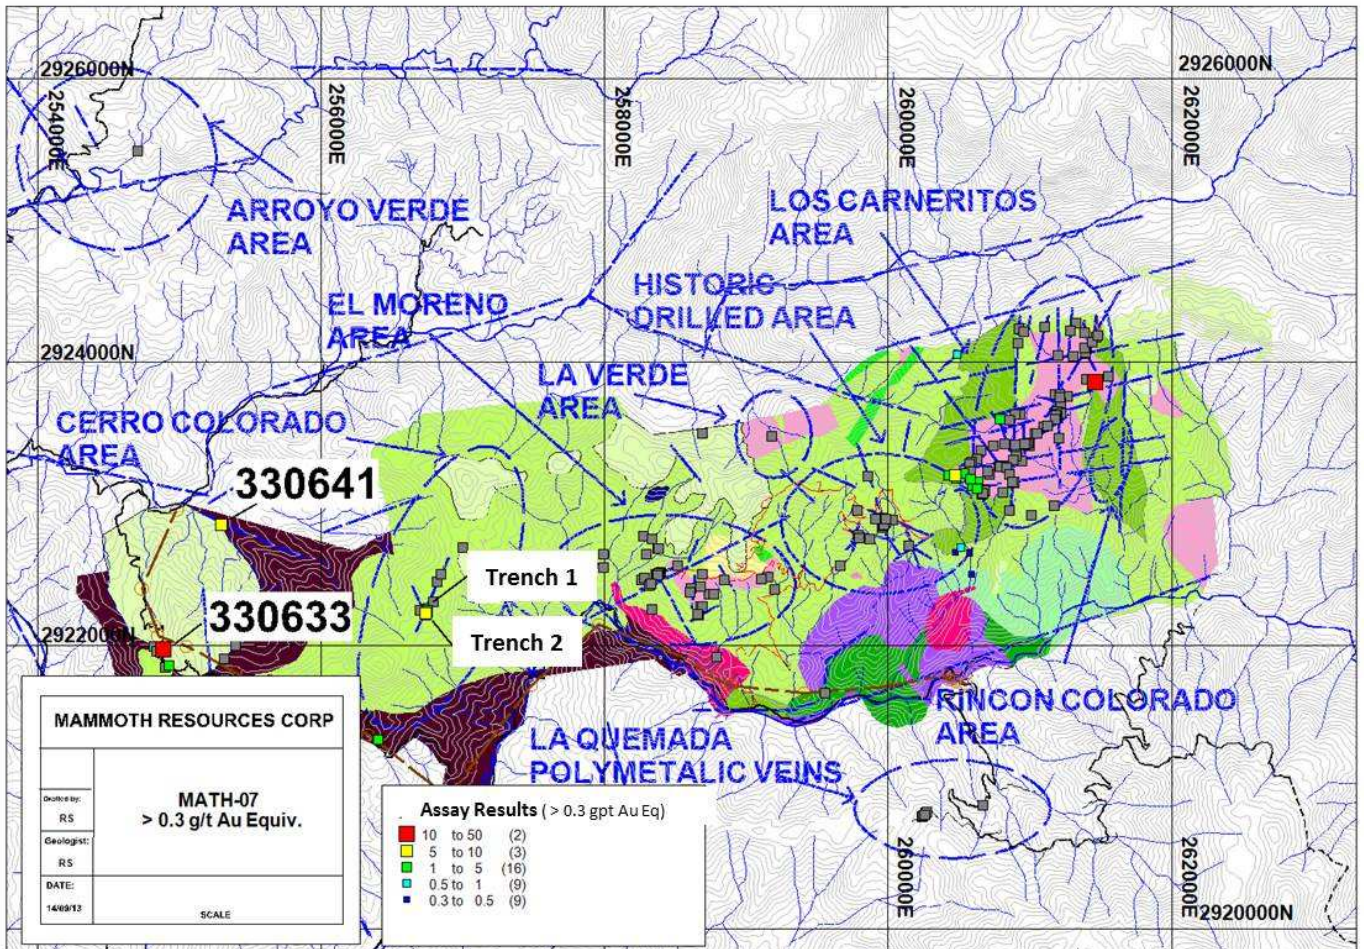 2926000N
2926000N
254000E
256000E
258000E
260000E
262000E
ARROYO VERDE
AREA
LOS CARNERITOS
AREA
EL MORENO
AREA
HISTORIC
DRILLED AREA
2924000N
LA VERDE
AREA
CERRO COLORADO
AREA
330641
Trench 1
330633
Trench 2
2922000N
RINCON COLORADO
AREA
LA QUEMADA
POLYMETALIC VEINS
MAMMOTH RESOURCES CORP
MATH-07
> 0.3 g/t Au Equiv.
Drafted by:
RS
Geologist:
RS
DATE:
14/09/13
SCALE
Assay Results ( > 0.3 gpt Au Eq)
10 to 50 (2)
5 to 10 (3)
1 to 5 (16)
0.5 to 1 (9)
0.3 to 0.5 (9)
260000E
262000E
2920000N